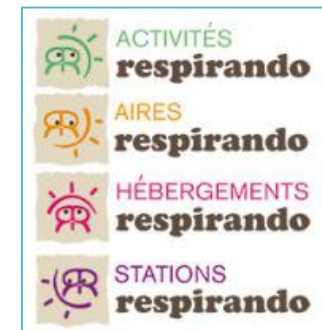 ACTIVITÉS
respirando
AIRES
respirando
HÉBERGEMENTS
respirando
STATIONS
respirando